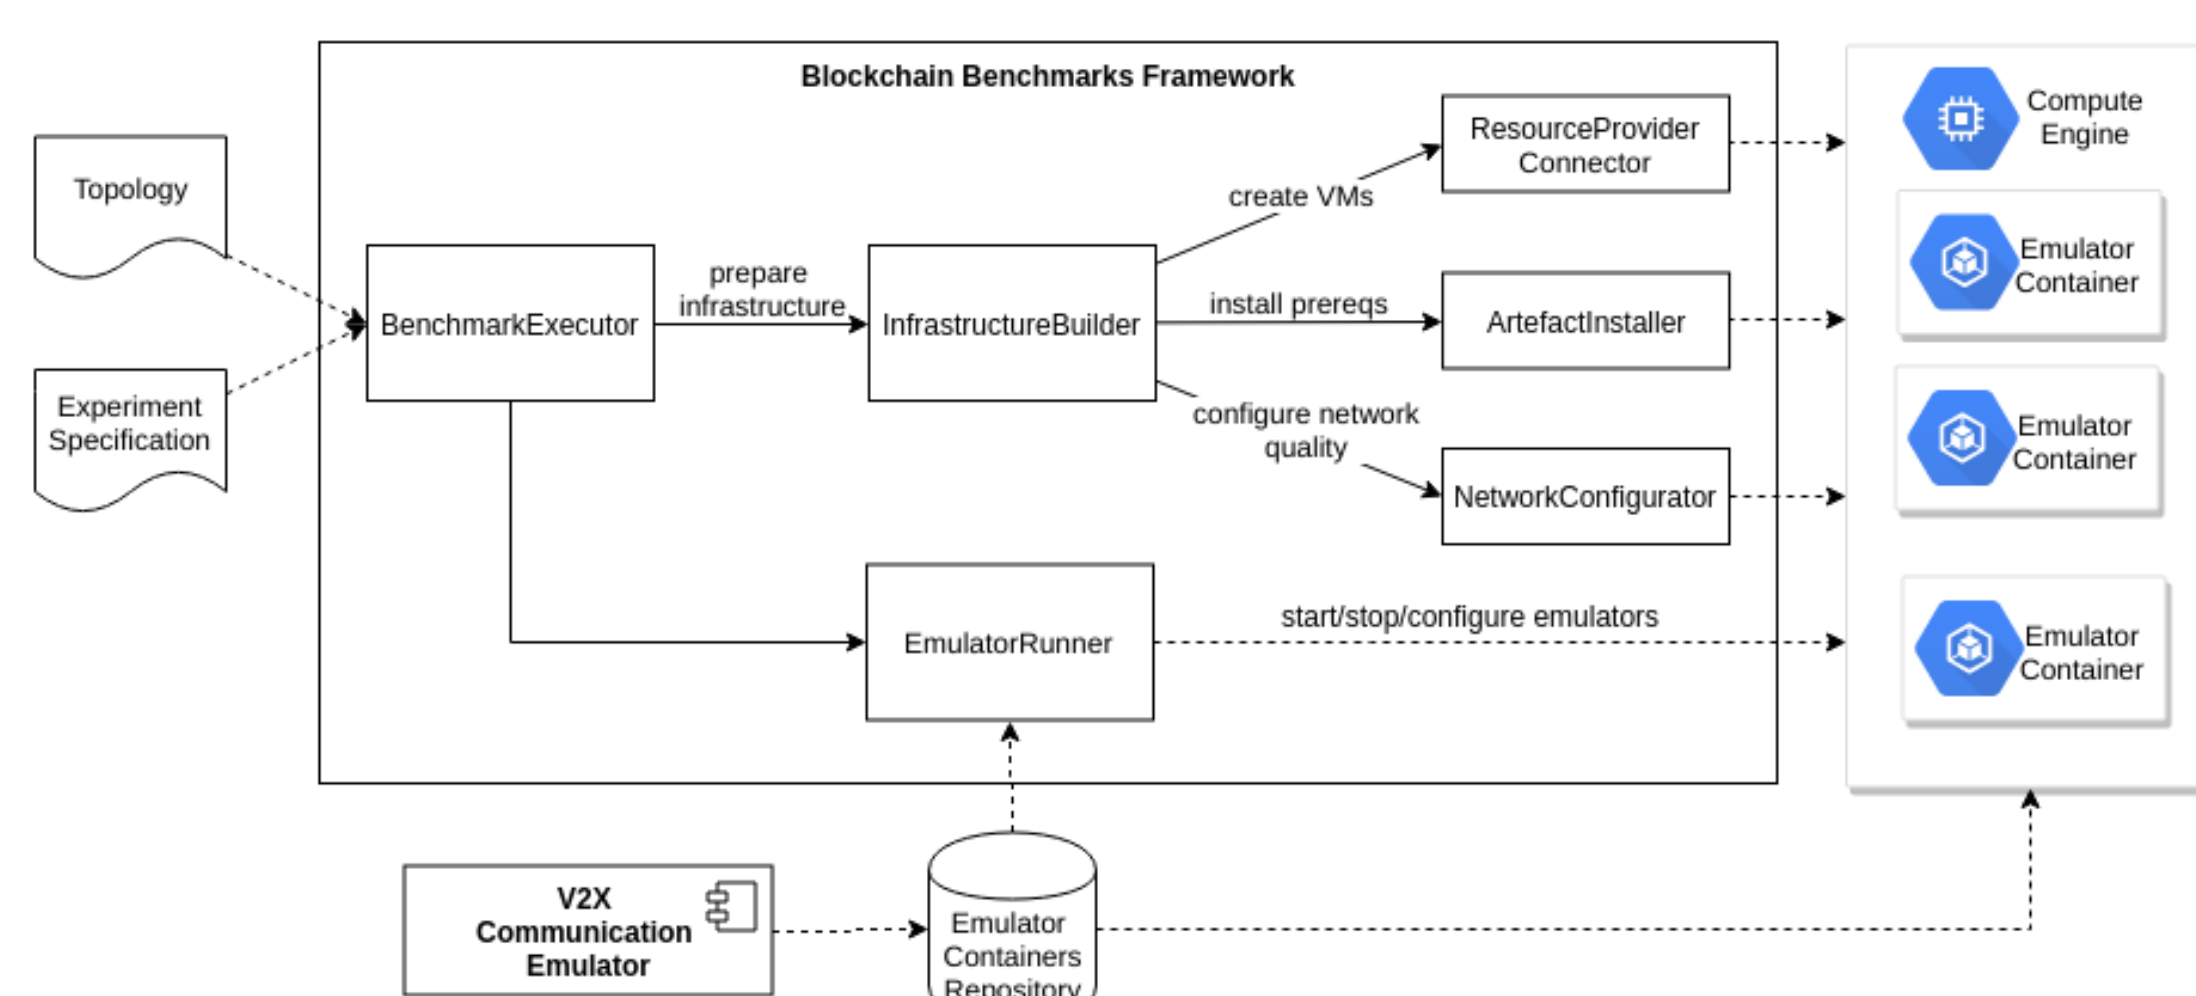 Blockchain Benchmarks Framework
Topology
Experiment
Specification
BenchmarkExecutor
prepare
infrastructure
InfrastructureBuilder
create VMs
install prereqs
configure network
quality
ResourceProvider
Connector
ArtefactInstaller
NetworkConfigurator
EmulatorRunner
start/stop/configure emulators
Compute
Engine
Emulator
Container
Emulator
Container
Emulator
Container
V2X
Communication
Emulator
Emulator
Containers
Repository